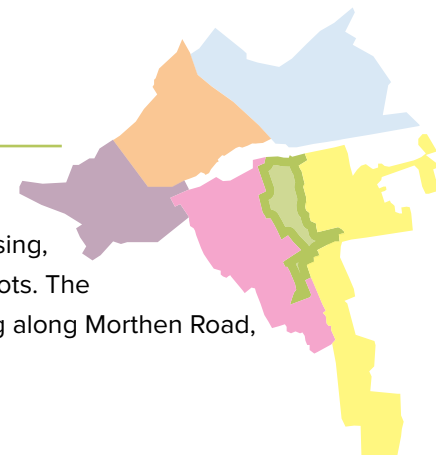 sing,
ots. The
g along Morthen Road,